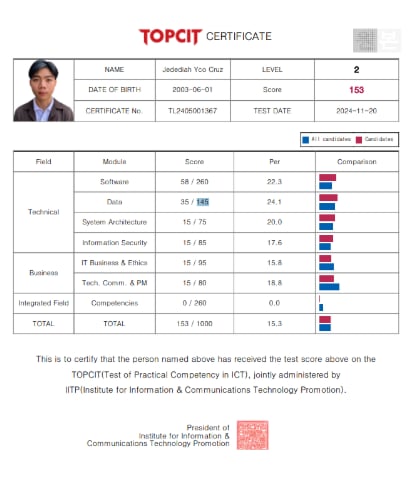 TOPCIT CERTIFICATE
NAME Jedediah Yoo Cruz LEVEL 2
DATE OF BIRTH 2003-06-01 Score 153
CERTIFICATE No. TL2405001367 TEST DATE 2024-11-20
All candidates Candidates
Field Module Score Per Comparison
Technical
Software 58 / 260 22.3
Data 35 / 145 24.1
System Architecture 15 / 75 20.0
Information Security 15 / 85 17.6
Business
IT Business & Ethics 15 / 95 15.8
Tech. Comm. & PM 15 / 80 18.8
Integrated Field Competencies 0 / 260 0.0
TOTAL TOTAL 153 / 1000 15.3
This is to certify that the person named above has received the test score above on the
TOPCIT(Test of Practical Competency in ICT), jointly administered by
IITP(Institute for Information & Communications Technology Promotion).
President of
Institute for Information &
Communications Technology Promotion